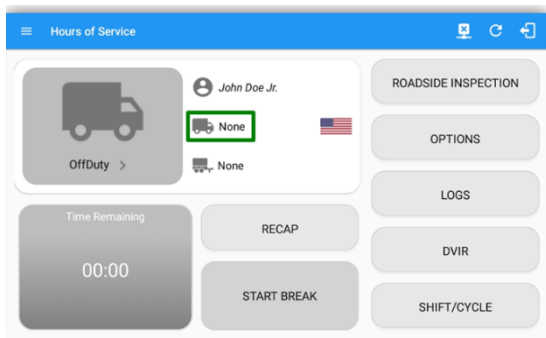 Hours of Service
John Doe Jr.
None
OffDuty >
None
Time Remaining
00:00
RECAP
START BREAK
ROADSIDE INSPECTION
OPTIONS
LOGS
DVIR
SHIFT/CYCLE